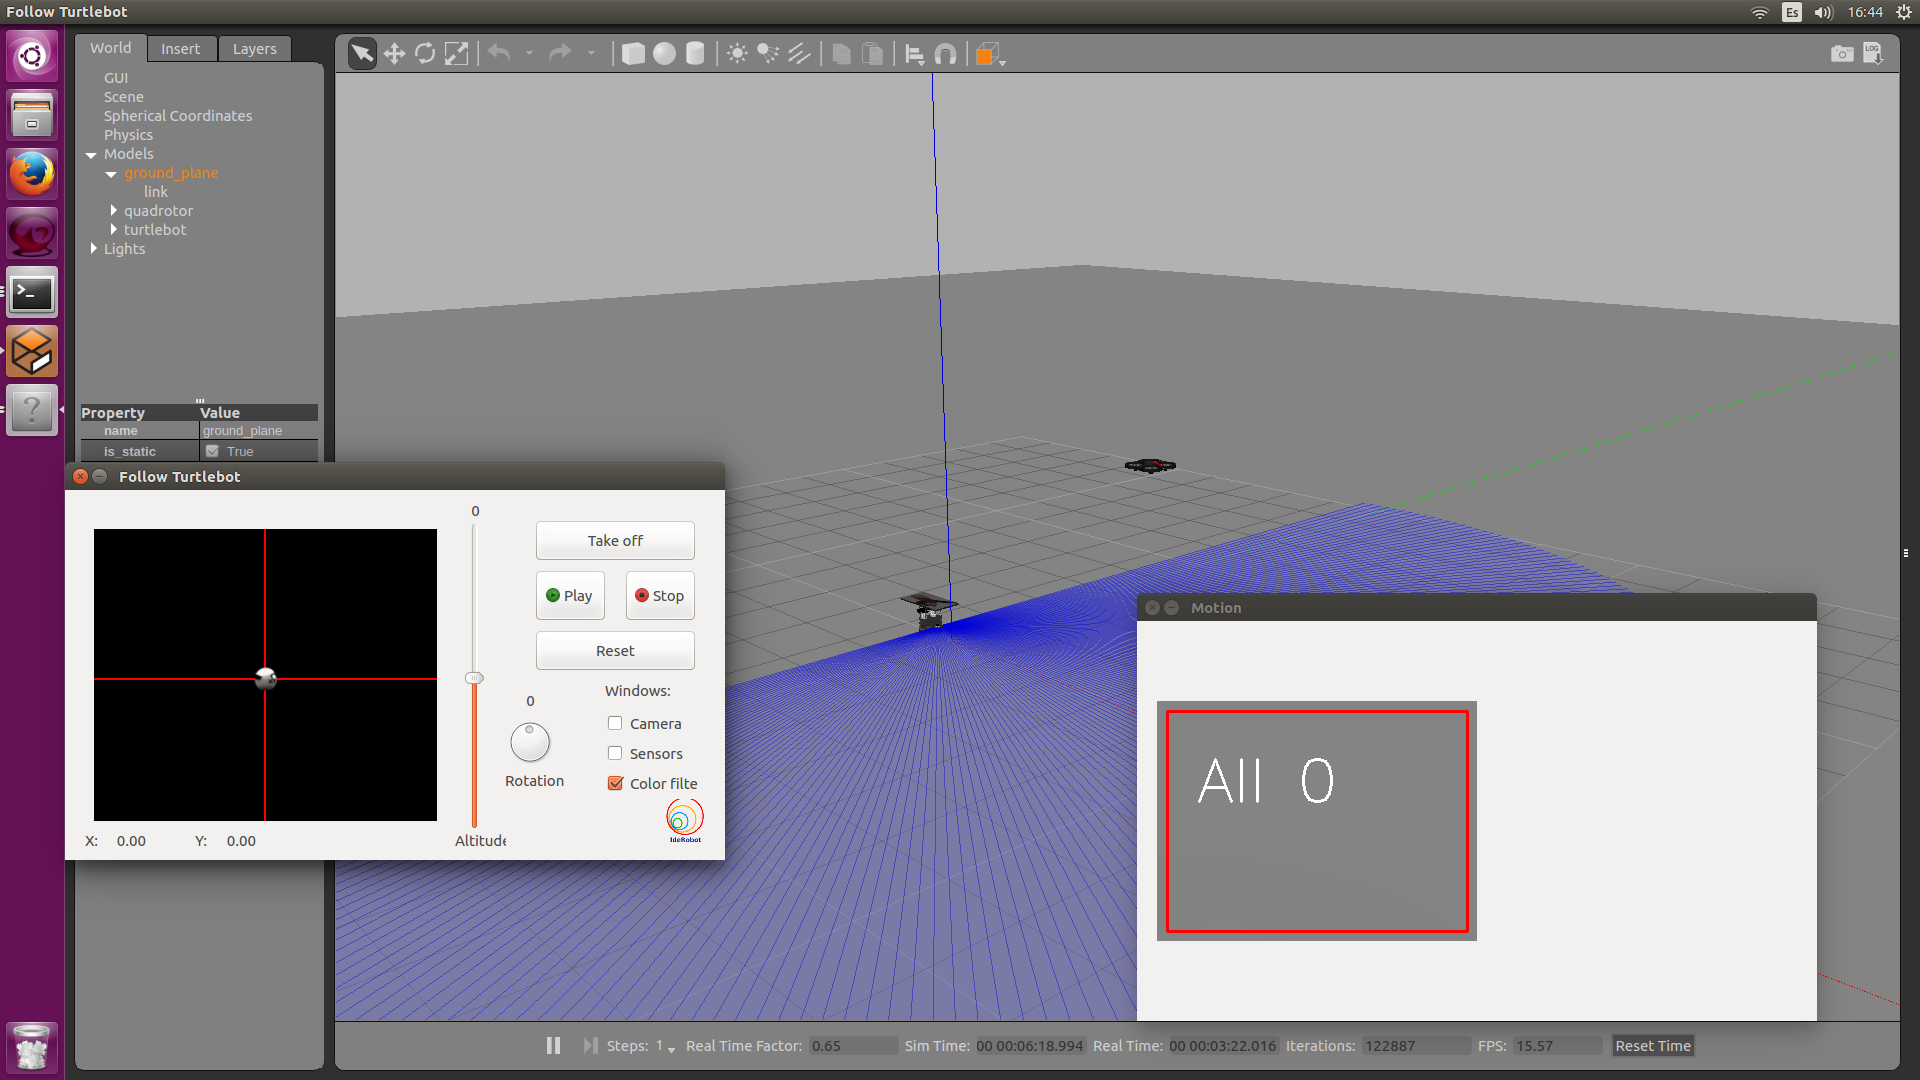 Follow Turtlebot
Es
16:44
World
Insert
Layers
LOG
GUI
Scene
Spherical Coordinates
Physics
Models
ground_plane
link
quadrotor
turtlebot
Lights
Property Value
name ground_plane
is_static True
Follow Turtlebot
0
Take off
Play
Stop
Reset
Windows:
0
Camera
Sensors
Rotation
Color filte
IdeRobot
X: 0.00 Y: 0.00
Altitude
Motion
All 0
Steps: 1 Real Time Factor: 0.65 Sim Time: 00 00:06:18.994 Real Time: 00 00:03:22.016 Iterations: 122887 FPS: 15.57 Reset Time